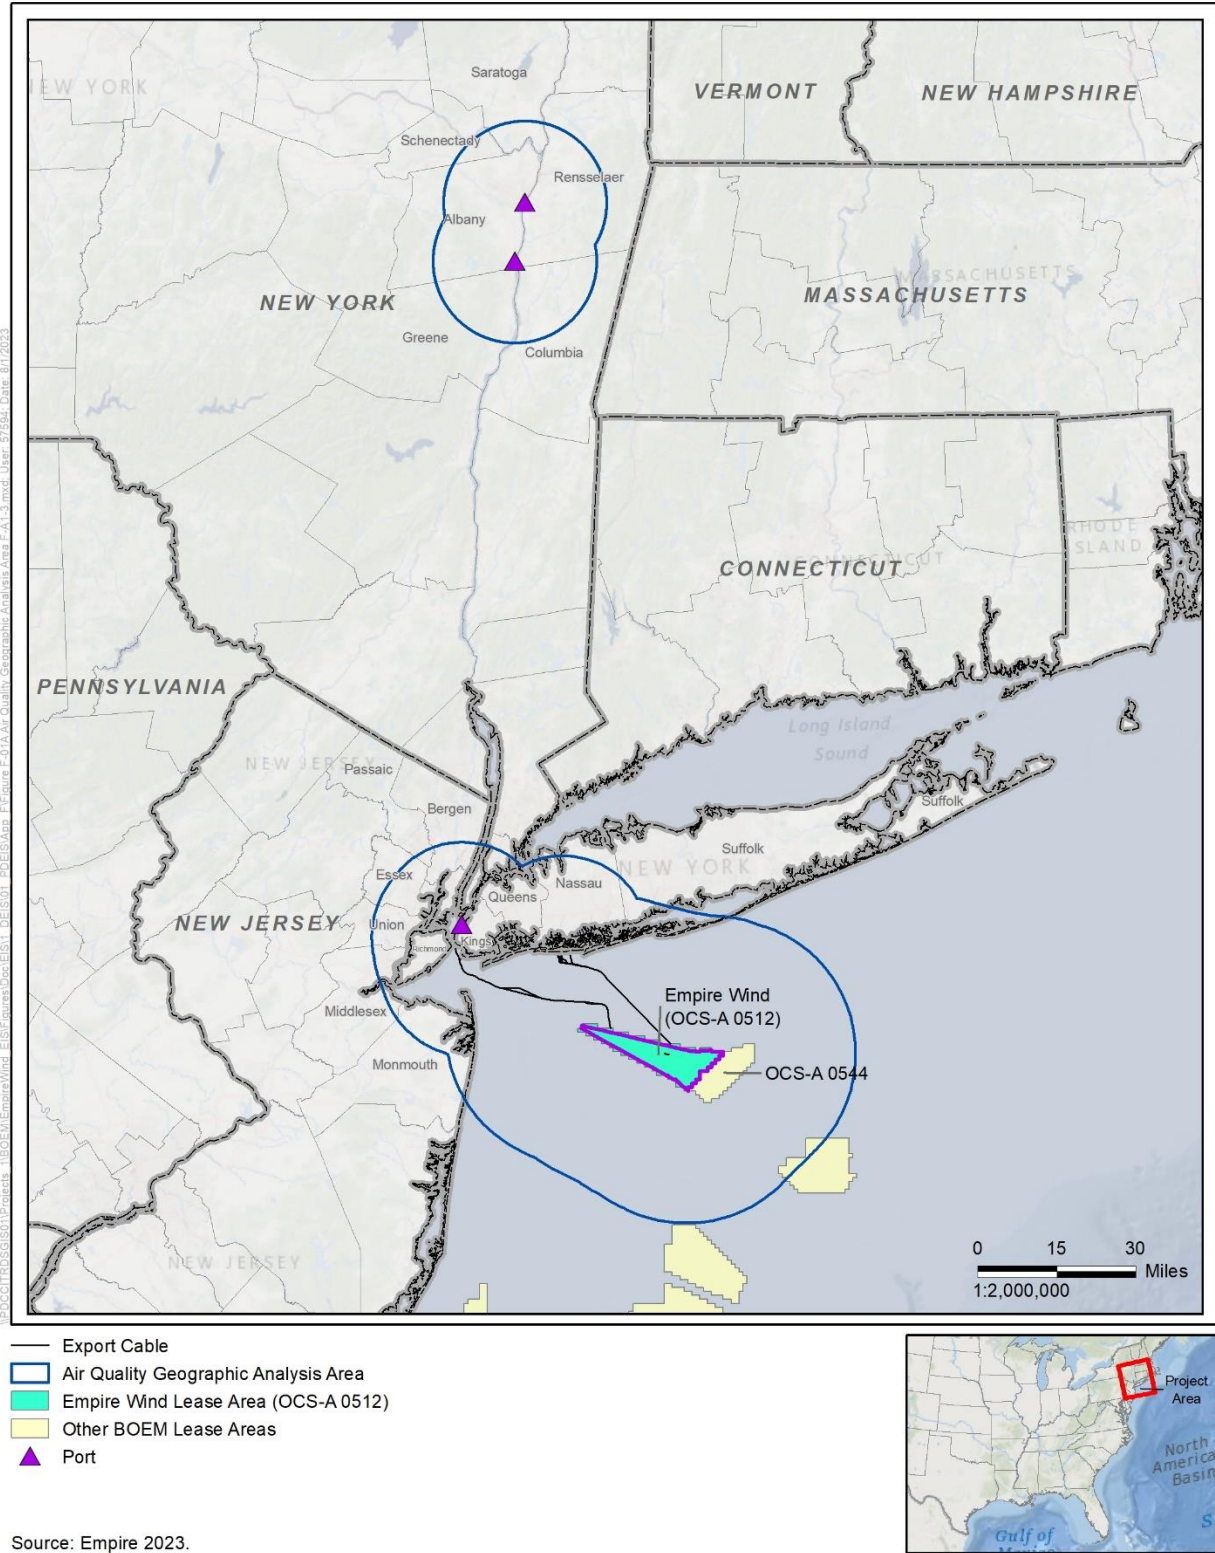 Saratoga
NEW YORK
VERMONT
NEW HAMPSHIRE
Schenectady
Rensselaer
Albany
MASSACHUSETTS
NEW YORK
MASSACHUSETTS
Greene
Columbia
RHODE
ISLAND
CONNECTICUT
CONNECTICUT
PENNSYLVANIA
Long Island
Sound
NEW JERSEY
Passaic
Bergen
Suffolk
Suffolk
NEW YORK
Essex
Nassau
Queens
NEW JERSEY
Union
Richmond
Kings
Empire Wind
(OCS-A 0512)
Middlesex
Monmouth
OCS-A 0544
NEW JERSEY
0 15 30
Miles
1:2,000,000
Export Cable
Air Quality Geographic Analysis Area
Empire Wind Lease Area (OCS-A 0512)
Other BOEM Lease Areas
Port
Project
Area
North
America
Basin
Gulf of
Source: Empire 2023.